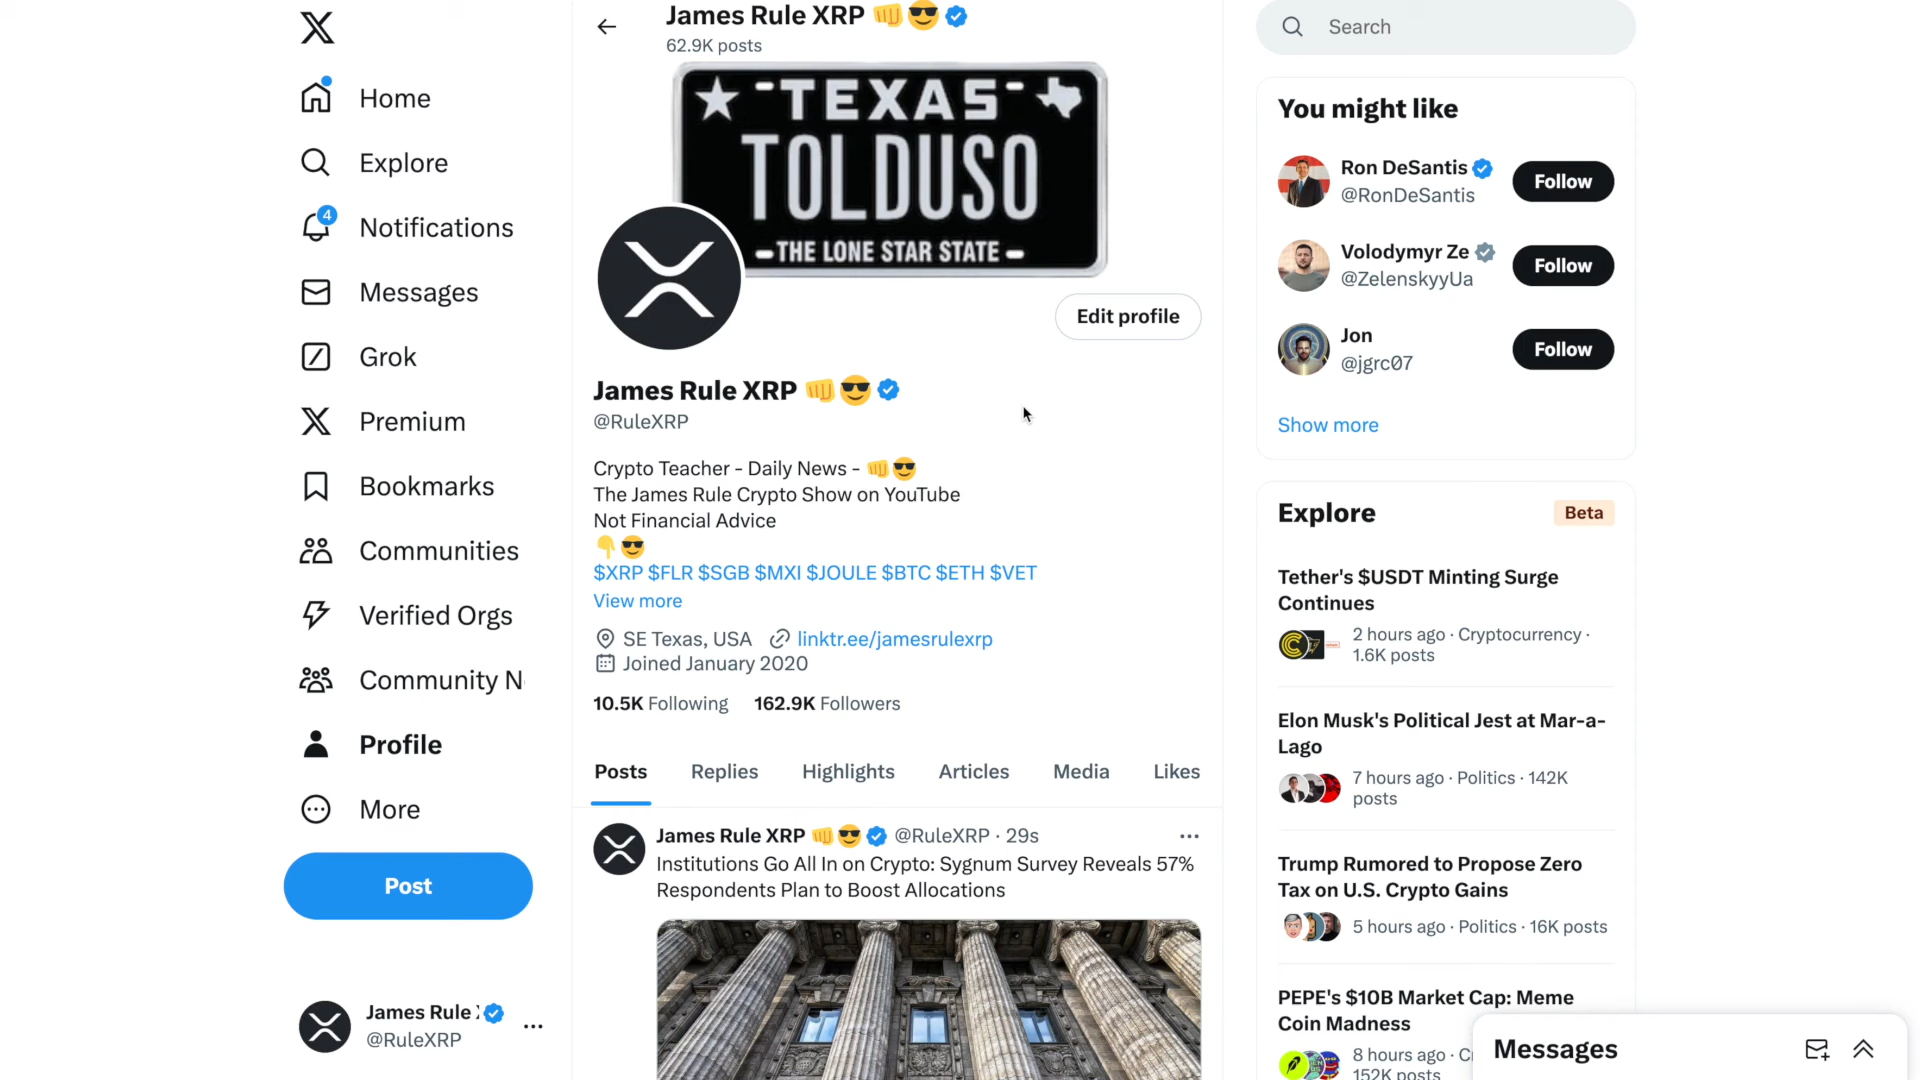 Home
Explore
4
Notifications
Messages
Grok
Premium
Bookmarks
Communities
Verified Orgs
Community N
Profile
More
Post
James Rule
@RuleXRP
James Rule XRP 👊😎
62.9K posts
TEXAS
TOLDUSO
THE LONE STAR STATE
Edit profile
James Rule XRP 👊😎
@RuleXRP
Crypto Teacher - Daily News - 👊😎
The James Rule Crypto Show on YouTube
Not Financial Advice
👇😎
$XRP $FLR $SGB $MXI $JOULE $BTC $ETH $VET
View more
SE Texas, USA linktr.ee/jamesrulexrp
Joined January 2020
10.5K Following 162.9K Followers
Posts Replies Highlights Articles Media Likes
James Rule XRP 👊😎 @RuleXRP · 29s
Institutions Go All In on Crypto: Sygnum Survey Reveals 57%
Respondents Plan to Boost Allocations
Search
You might like
Ron DeSantis
@RonDeSantis
Follow
Volodymyr Ze
@ZelenskyyUa
Follow
Jon
@jgrc07
Follow
Show more
Explore
Beta
Tether's $USDT Minting Surge
Continues
2 hours ago · Cryptocurrency ·
1.6K posts
Elon Musk's Political Jest at Mar-a-
Lago
7 hours ago · Politics · 142K
posts
Trump Rumored to Propose Zero
Tax on U.S. Crypto Gains
5 hours ago · Politics · 16K posts
PEPE's $10B Market Cap: Meme
Coin Madness
8 hours ago · C
152K posts
Messages